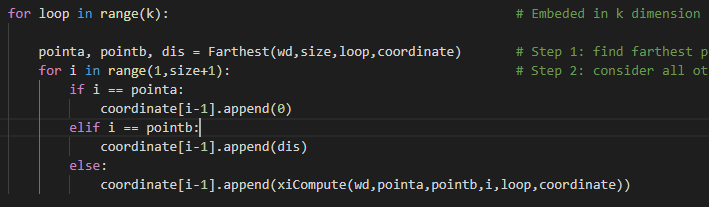 for loop in range(k): # Embeded in k dimension
pointa, pointb, dis = Farthest(wd,size,loop,coordinate) # Step 1: find farthest p
for i in range(1,size+1): # Step 2: consider all ot
if i == pointa:
coordinate[i-1].append(0)
elif i == pointb:
coordinate[i-1].append(dis)
else:
coordinate[i-1].append(xiCompute(wd,pointa,pointb,i,loop,coordinate))